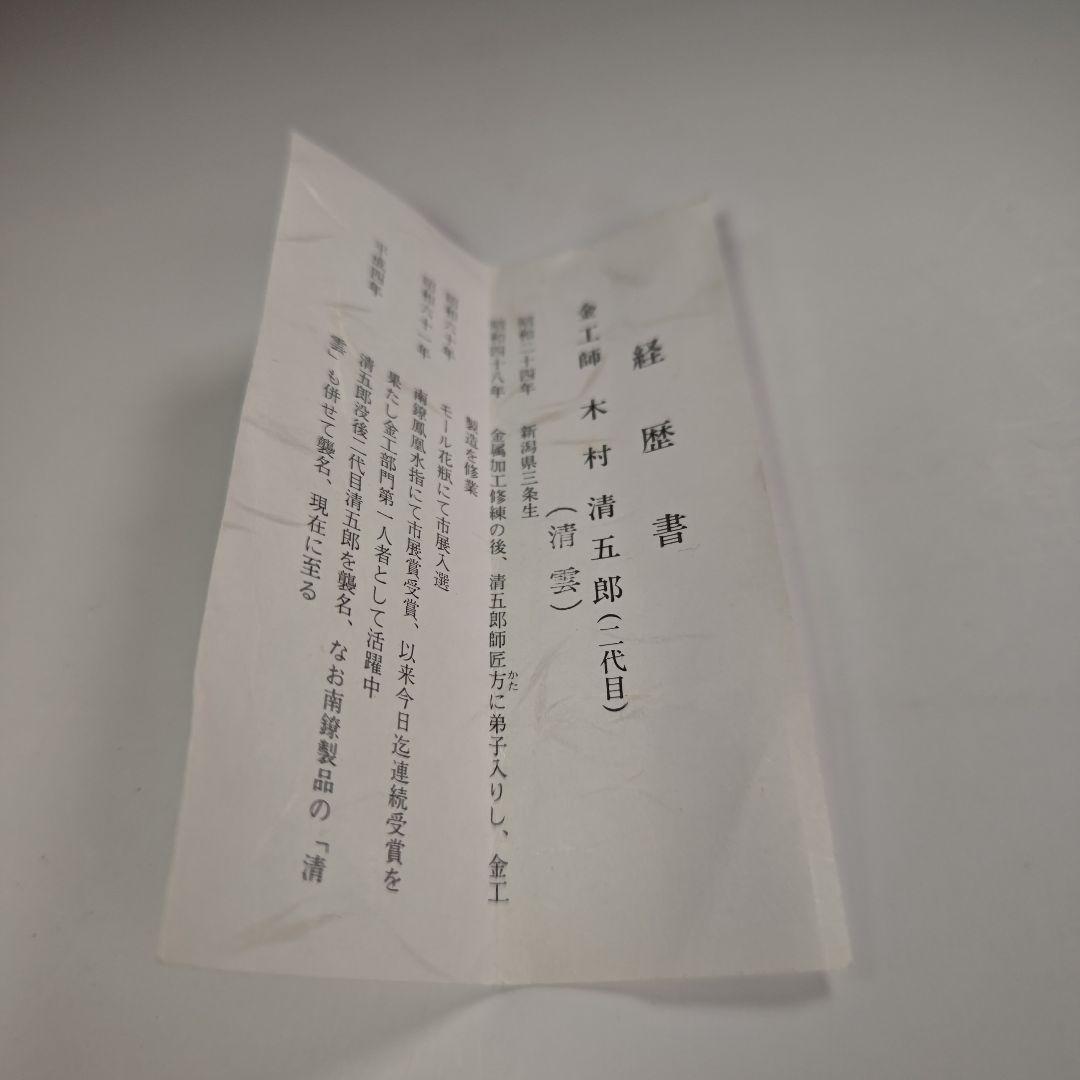 経歴書
金工師 木村清五郎(二代目)
(清雲)
昭和二十四年 新潟県三条生
昭和四十八年 金属加工修練の後、清五郎師匠方かたに弟子入りし、金工
製造を修業
昭和六十年 モール花瓶にて市展入選
昭和六十一年 南鐐鳳凰水指にて市展賞受賞、以来今日迄連続受賞を
果たし金工部門第一人者として活躍中
平成四年 清五郎没後二代目清五郎を襲名、なお南鐐製品の「清
雲」も併せて襲名、現在に至る